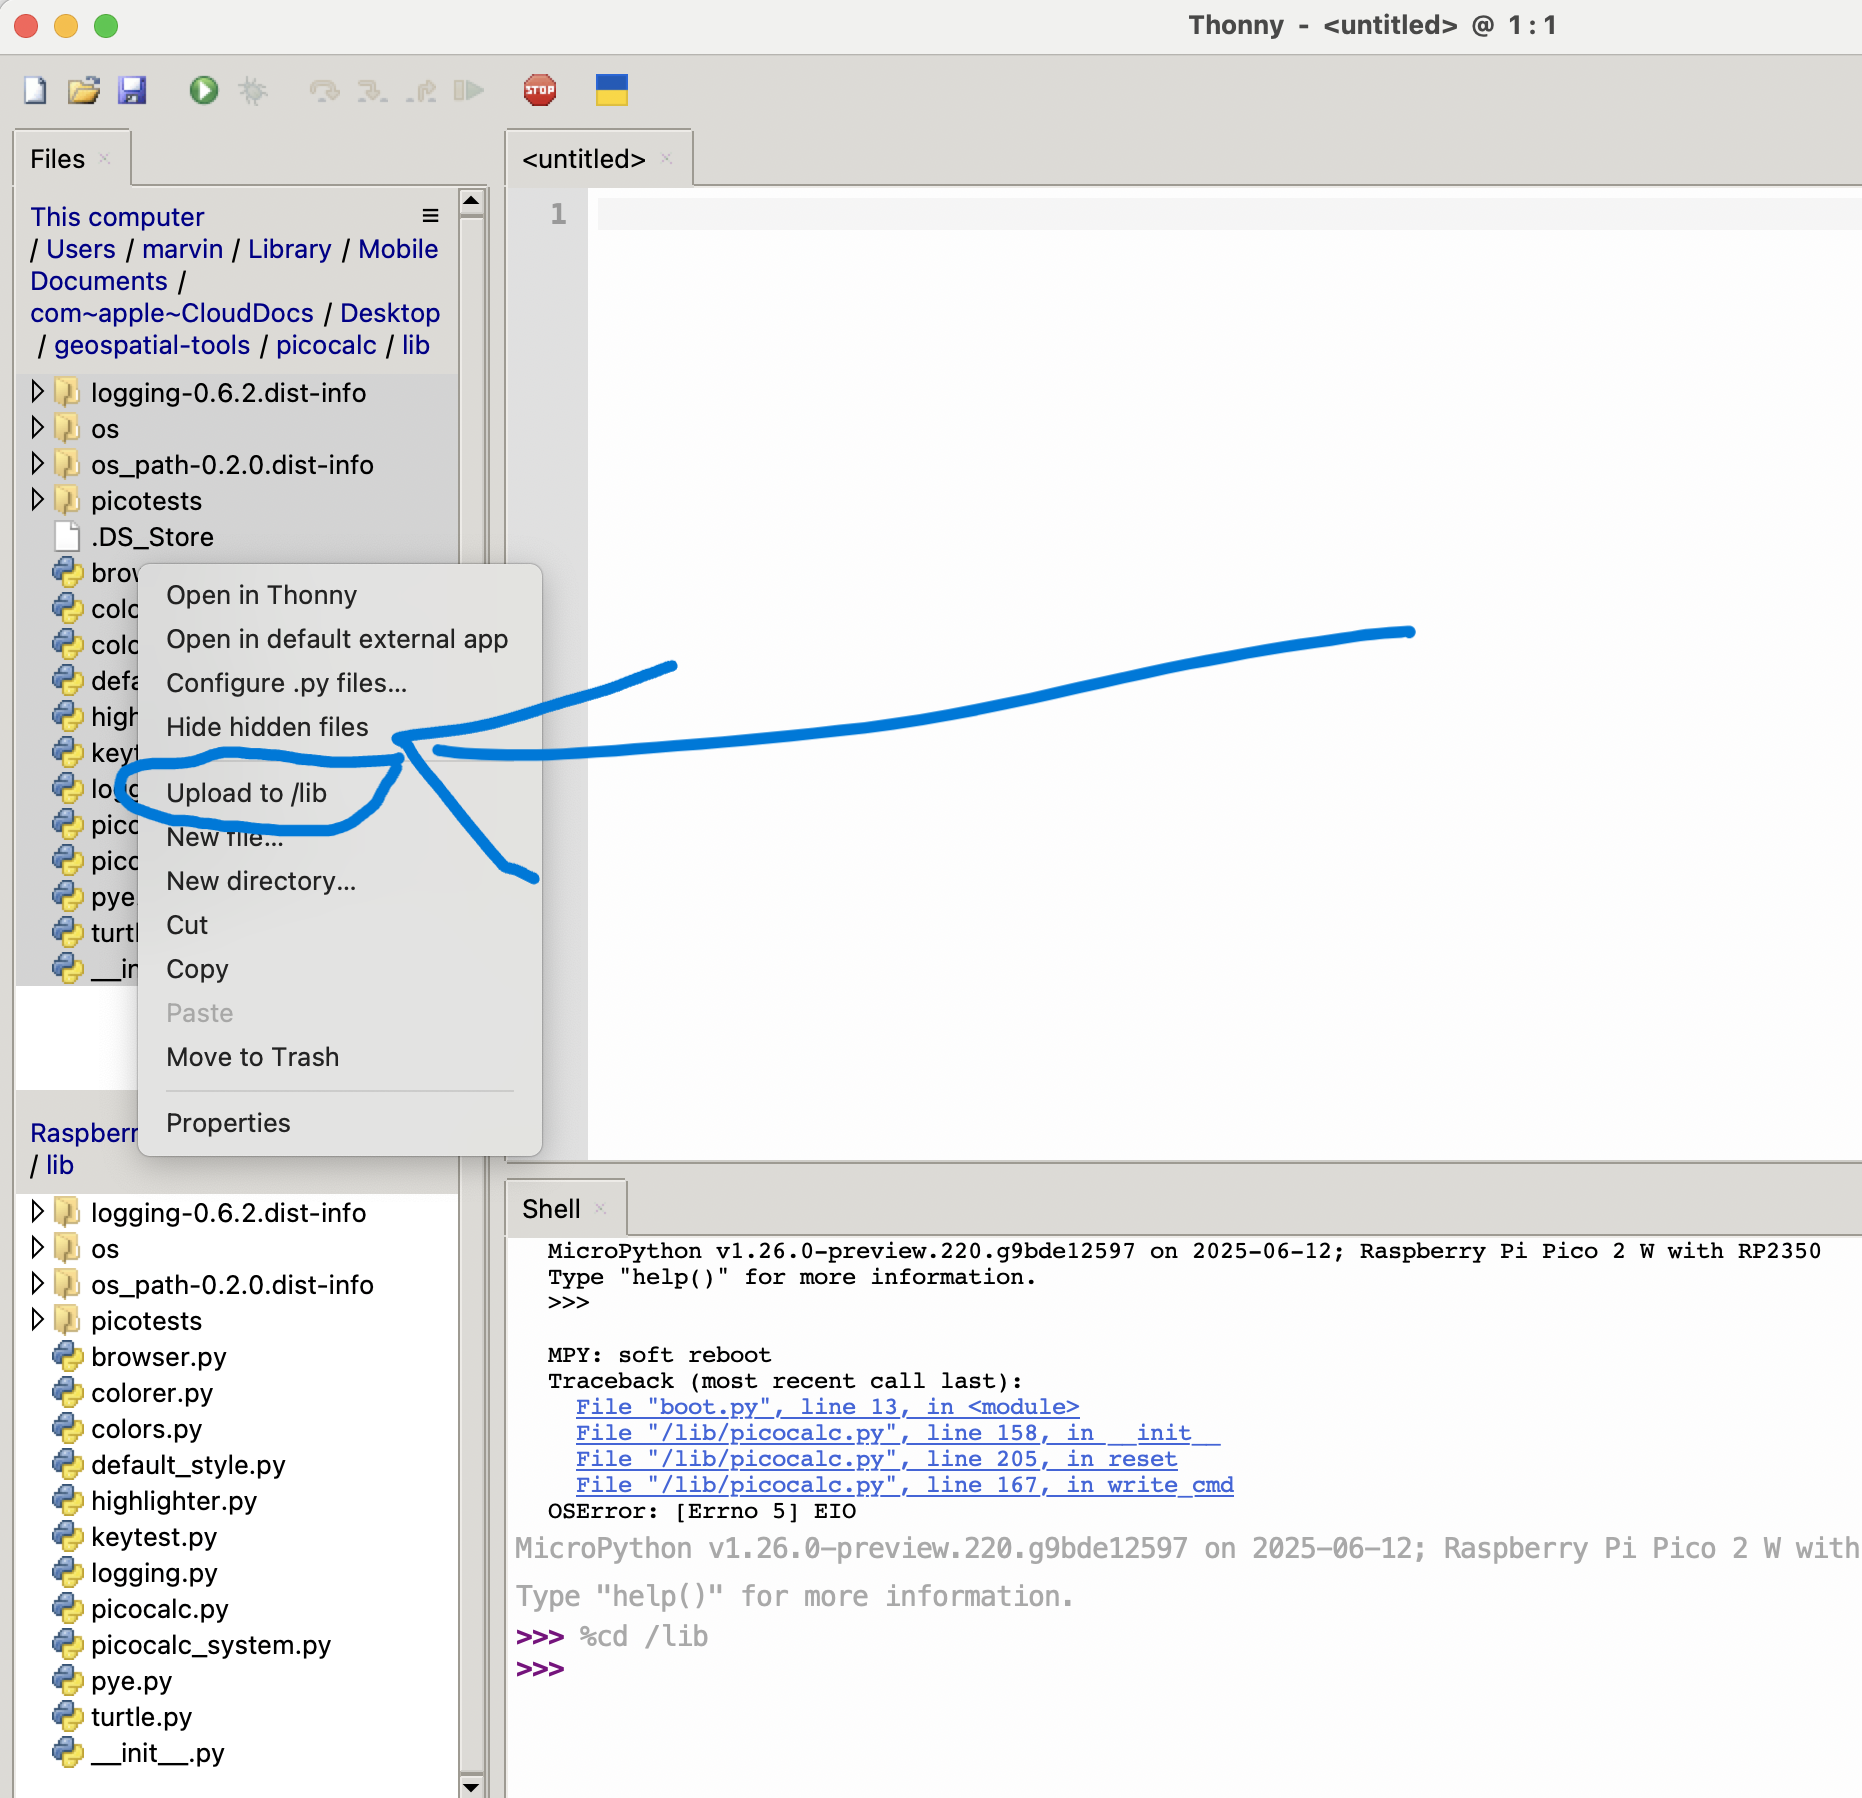 Thonny - <untitled> @ 1:1
STOP
Files
<untitled>
This computer
/ Users / marvin / Library / Mobile
Documents /
com~apple~CloudDocs / Desktop
/ geospatial-tools / picocalc / lib
logging-0.6.2.dist-info
os
os_path-0.2.0.dist-info
picotests
.DS_Store
brow
colo
colo
defa
high
keyt
logg
pico
pico
pye
turtl
__in
1
Open in Thonny
Open in default external app
Configure .py files...
Hide hidden files
Upload to /lib
New file...
New directory...
Cut
Copy
Paste
Move to Trash
Properties
Raspberr
/ lib
logging-0.6.2.dist-info
os
os_path-0.2.0.dist-info
picotests
browser.py
colorer.py
colors.py
default_style.py
highlighter.py
keytest.py
logging.py
picocalc.py
picocalc_system.py
pye.py
turtle.py
__init__.py
Shell
MicroPython v1.26.0-preview.220.g9bde12597 on 2025-06-12; Raspberry Pi Pico 2 W with RP2350
Type "help()" for more information.
>>>
MPY: soft reboot
Traceback (most recent call last):
File "boot.py", line 13, in <module>
File "/lib/picocalc.py", line 158, in __init__
File "/lib/picocalc.py", line 205, in reset
File "/lib/picocalc.py", line 167, in write_cmd
OSError: [Errno 5] EIO
MicroPython v1.26.0-preview.220.g9bde12597 on 2025-06-12; Raspberry Pi Pico 2 W with
Type "help()" for more information.
>>> %cd /lib
>>>